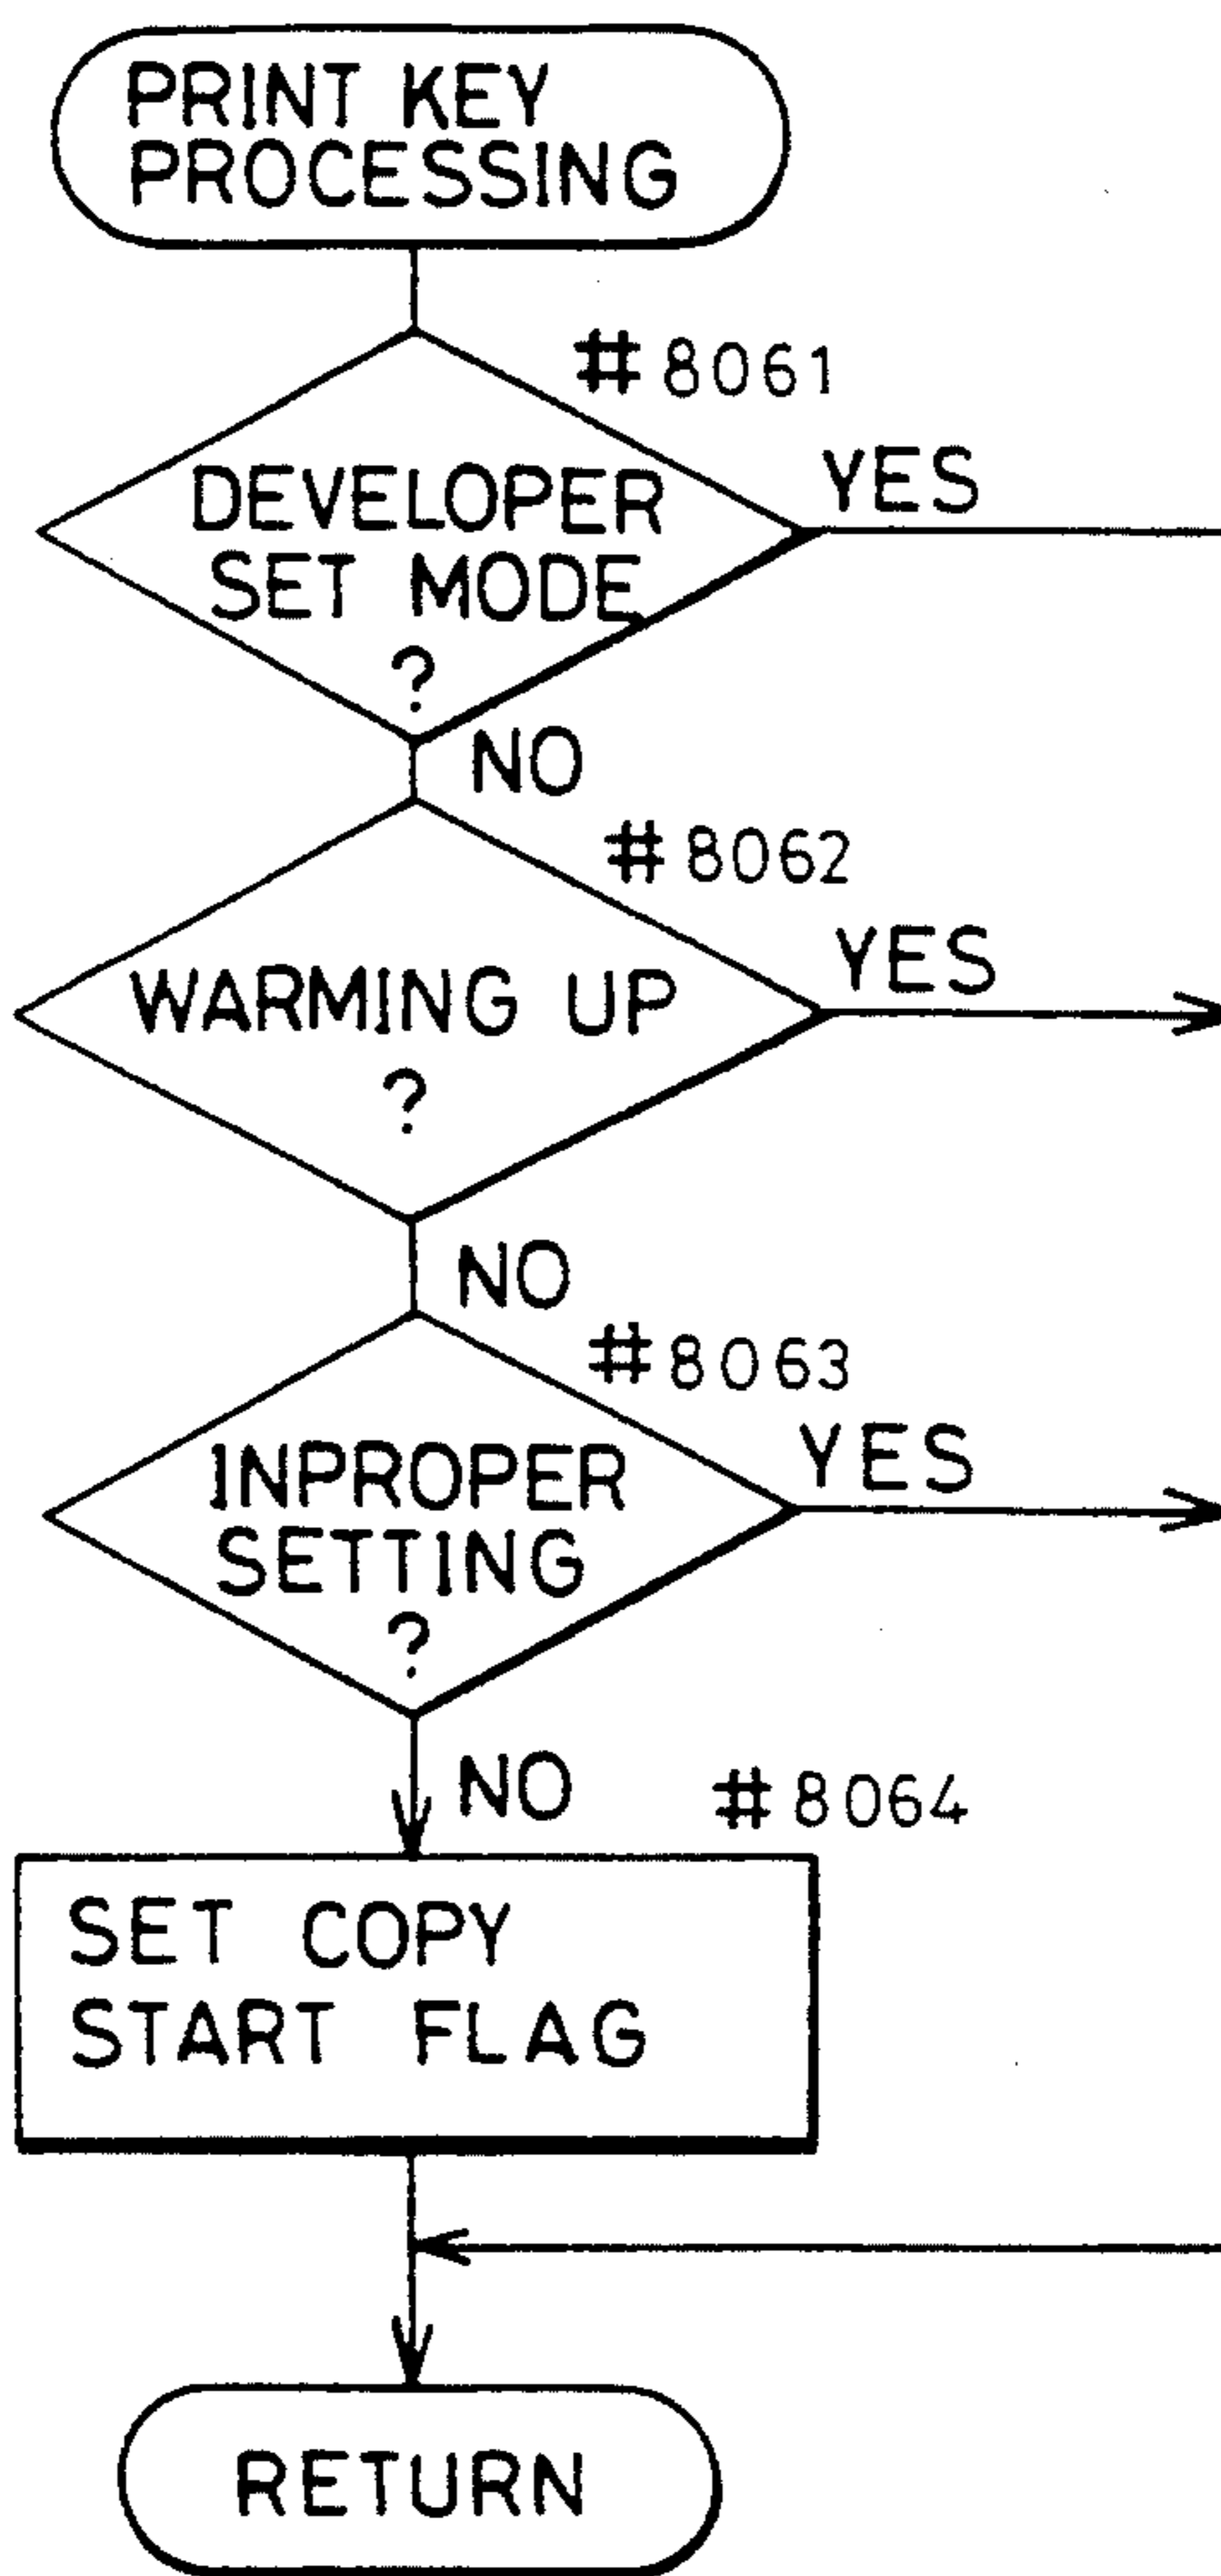 PRINT KEY
PROCESSING
#8061
DEVELOPER
SET MODE
?
YES
NO
#8062
WARMING UP
?
YES
NO
#8063
INPROPER
SETTING
?
YES
NO
#8064
SET COPY
START FLAG
RETURN